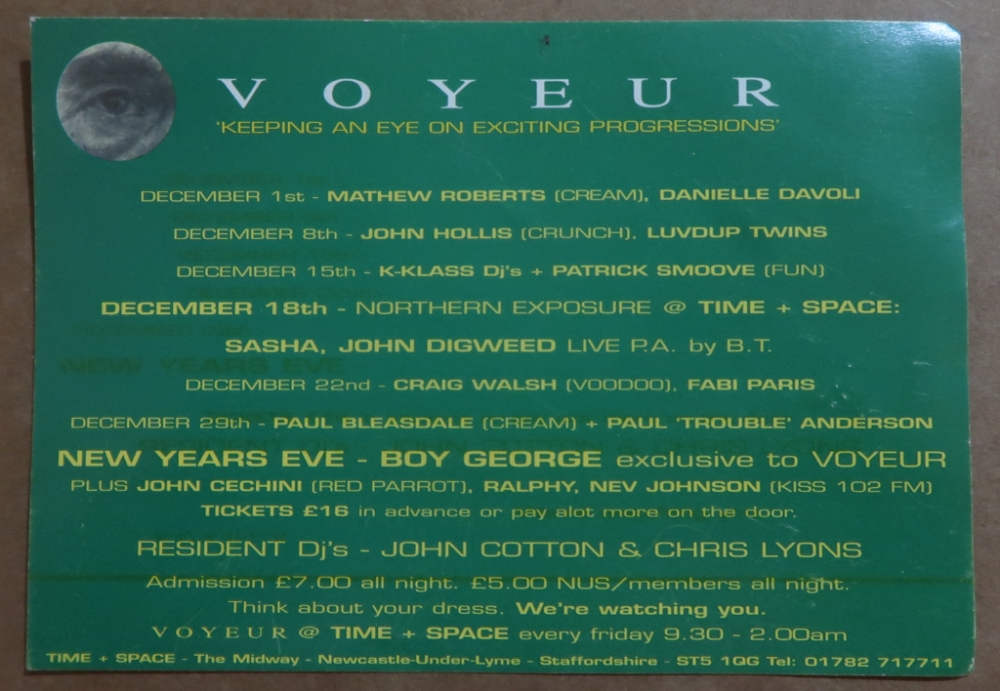 VOYEUR
'KEEPING AN EYE ON EXCITING PROGRESSIONS'
DECEMBER 1st - MATHEW ROBERTS (CREAM), DANIELLE DAVOLI
DECEMBER 8th - JOHN HOLLIS (CRUNCH), LUVDUP TWINS
DECEMBER 15th - K-KLASS Dj's + PATRICK SMOOVE (FUN)
DECEMBER 18th - NORTHERN EXPOSURE @ TIME + SPACE:
SASHA, JOHN DIGWEED LIVE P.A. by B.T.
DECEMBER 22nd - CRAIG WALSH (VOODOO), FABI PARIS
DECEMBER 29th - PAUL BLEASDALE (CREAM) + PAUL 'TROUBLE' ANDERSON
NEW YEARS EVE - BOY GEORGE exclusive to VOYEUR
PLUS JOHN CECHINI (RED PARROT), RALPHY, NEV JOHNSON (KISS 102 FM)
TICKETS £16 in advance or pay alot more on the door.
RESIDENT Dj's - JOHN COTTON & CHRIS LYONS
Admission £7.00 all night. £5.00 NUS/members all night.
Think about your dress. We're watching you.
VOYEUR @ TIME + SPACE every friday 9.30 - 2.00am
TIME + SPACE - The Midway - Newcastle-Under-Lyme - Staffordshire - ST5 1QG Tel: 01782 717711